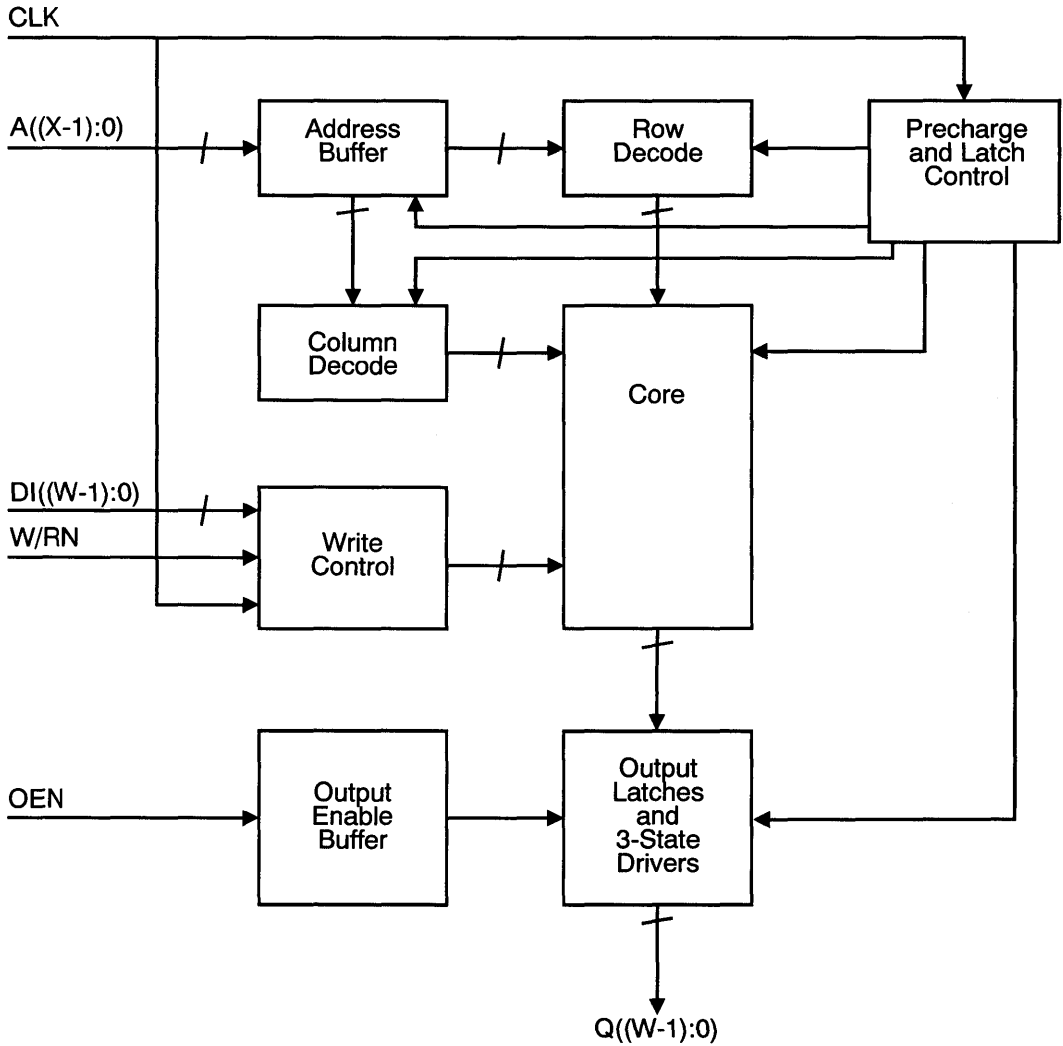 CLK
A((X-1):0)
Address
Buffer
Row
Decode
Precharge
and Latch
Control
Column
Decode
Core
DI((W-1):0)
W/RN
Write
Control
OEN
Output
Enable
Buffer
Output
Latches
and
3-State
Drivers
Q((W-1):0)